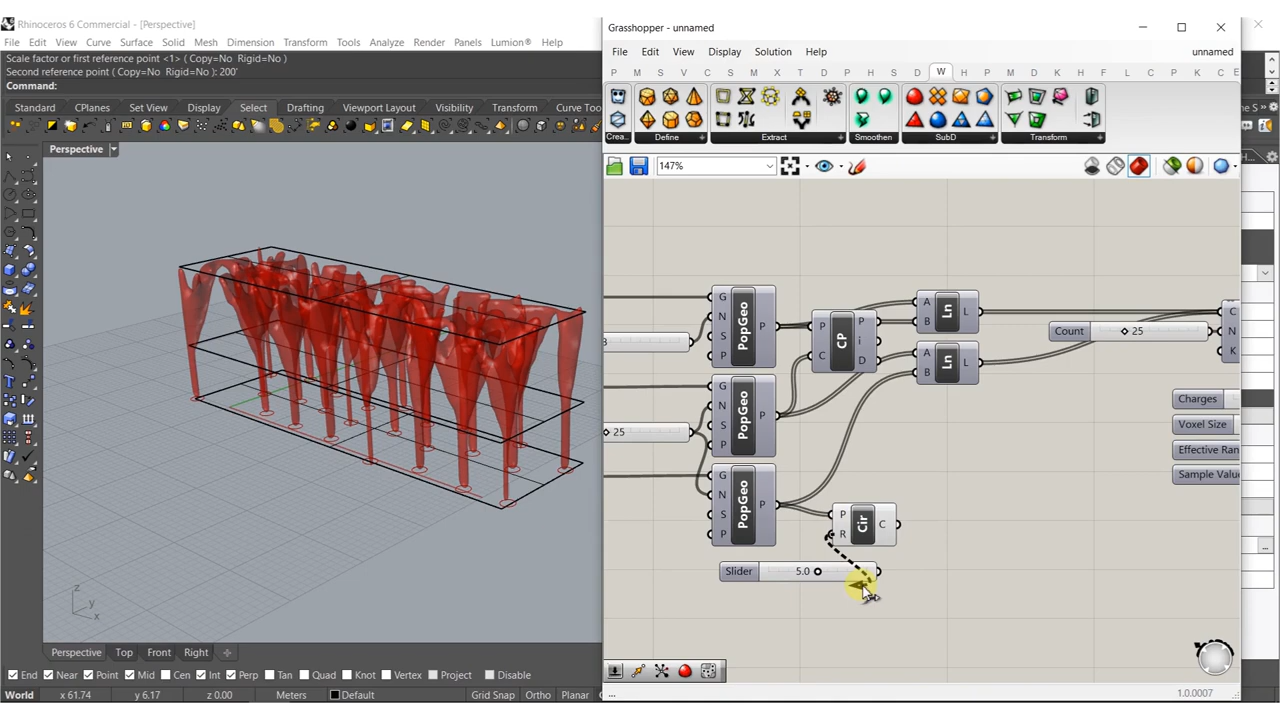 Rhinoceros 6 Commercial - [Perspective]
File Edit View Curve Surface Solid Mesh Dimension Transform Tools Analyze Render Panels Lumion® Help
Scale factor or first reference point <1> ( Copy=No Rigid=No )
Second reference point ( Copy=No Rigid=No ): 200'
Command:
Standard CPlanes Set View Display Select Drafting Viewport Layout Visibility Transform Curve Too
Perspective
z
y
x
Perspective Top Front Right
End Near Point Mid Cen Int Perp Tan Quad Knot Vertex Project Disable
World x 61.74 y 6.17 z 0.00 Meters Default Grid Snap Ortho Planar
Grasshopper - unnamed
File Edit View Display Solution Help unnamed
P M S V C S M X T D P H S D W H P M D F L C T P K C E
Crea... Define Extract Smoothen SubD Transform
147%
G
N
S
P
PopGeo
P
G
N
S
P
PopGeo
P
G
N
S
P
PopGeo
P
3
25
P
C
CP
P
i
D
A
B
Ln
L
A
B
Ln
L
Count 25
C
N
K
Charges
Voxel Size
Effective Ran
Sample Value
P
R
Cir
C
Slider 5.0
... 1.0.0007